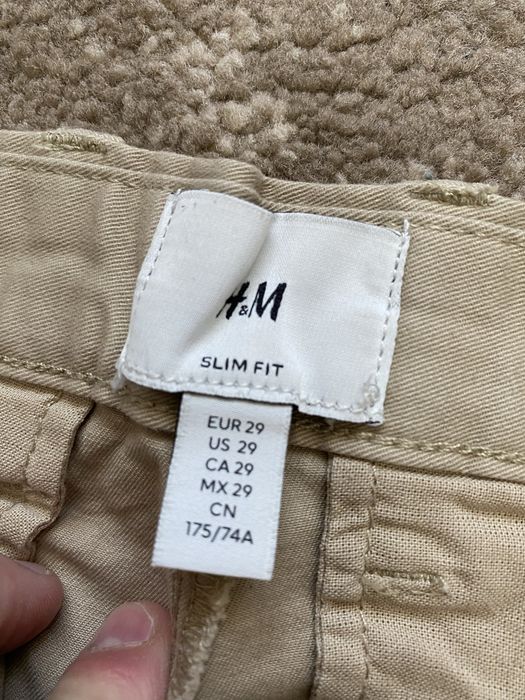 H&M
SLIM FIT
EUR 29
US 29
CA 29
MX 29
CN
175/74A